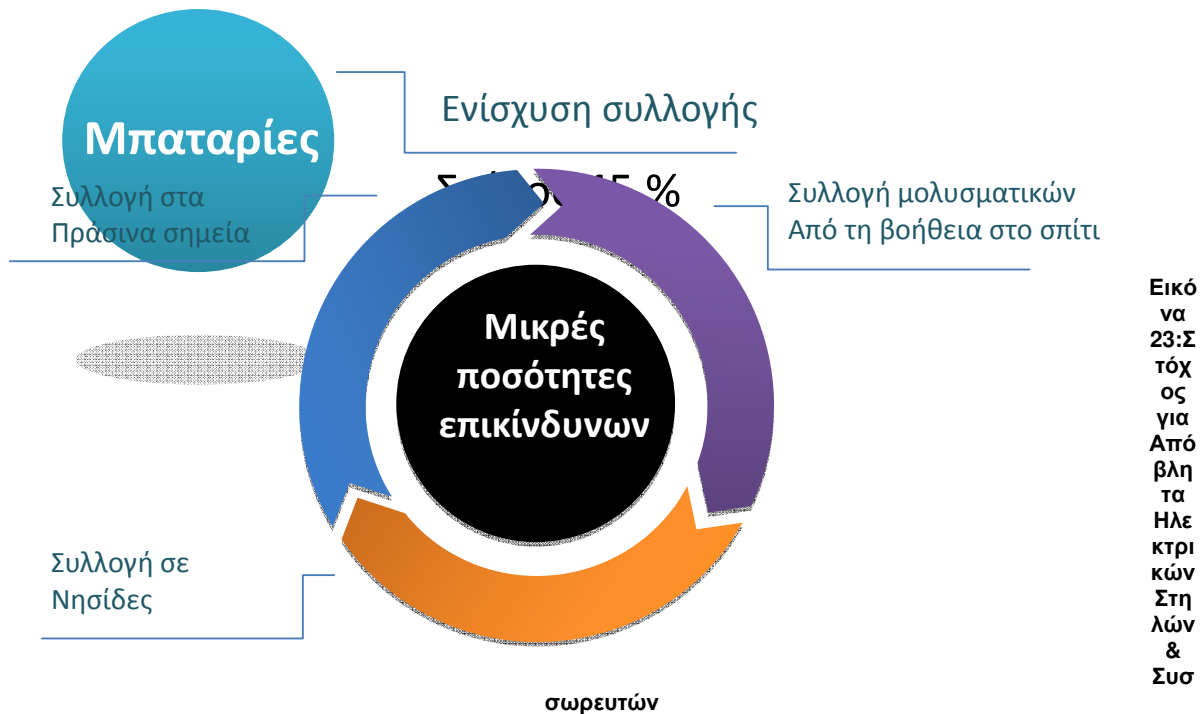 Μπαταρίες
Ενίσχυση συλλογής
%
Συλλογή στα
Πράσινα σημεία
Συλλογή μολυσματικών
Από τη βοήθεια στο σπίτι
Μικρές
ποσότητες
επικίνδυνων
Συλλογή σε
Νησίδες
Εικό
να
23:Σ
τόχ
ος
για
Από
βλη
τα
Ηλε
κτρι
κών
Στη
λών
&
Συσ
σωρευτών